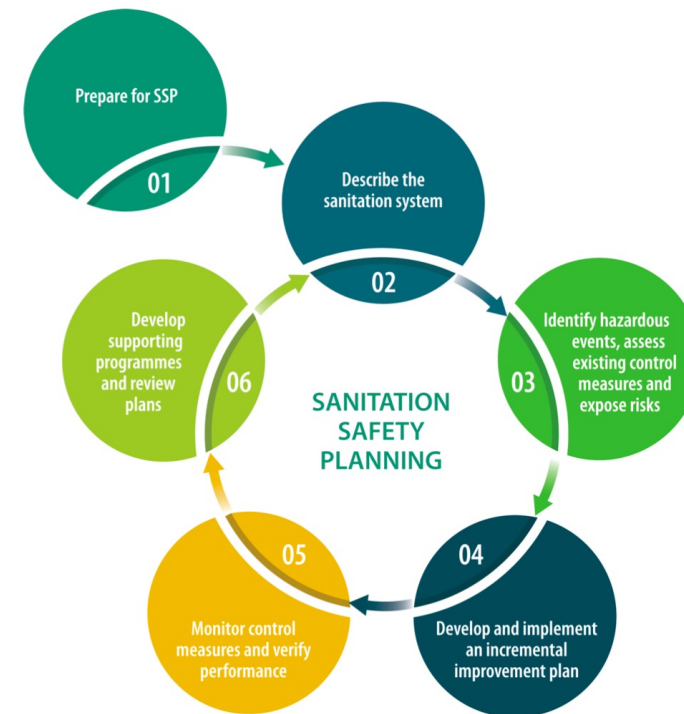 Prepare for SSP
01
Describe the
sanitation system
02
Identify hazardous
events, assess
existing control
measures and
expose risks
03
04
Develop and implement
an incremental
improvement plan
05
Monitor control
measures and verify
performance
Develop
supporting
programmes
and review
plans
06
SANITATION
SAFETY
PLANNING